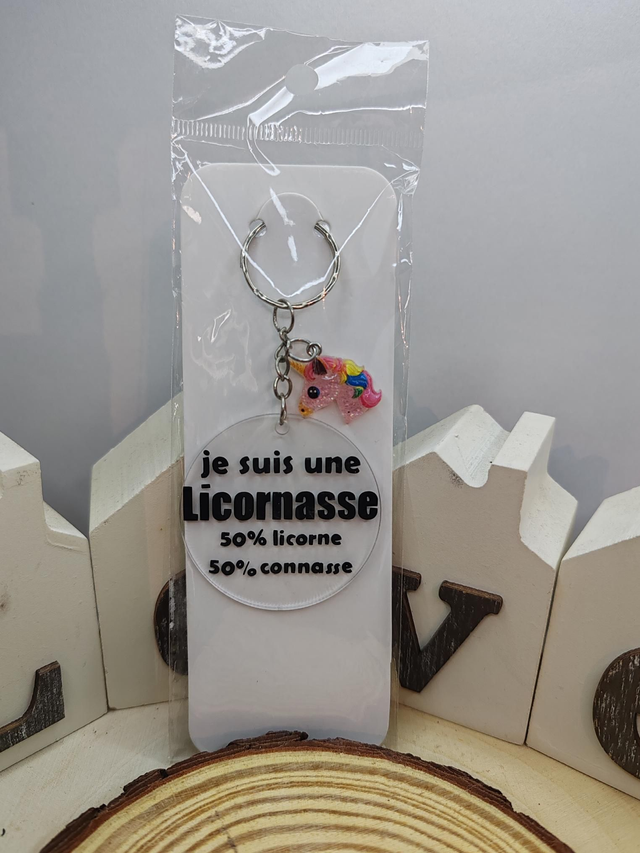 je suis une
Licornasse
50% licorne
50% connasse
L
V